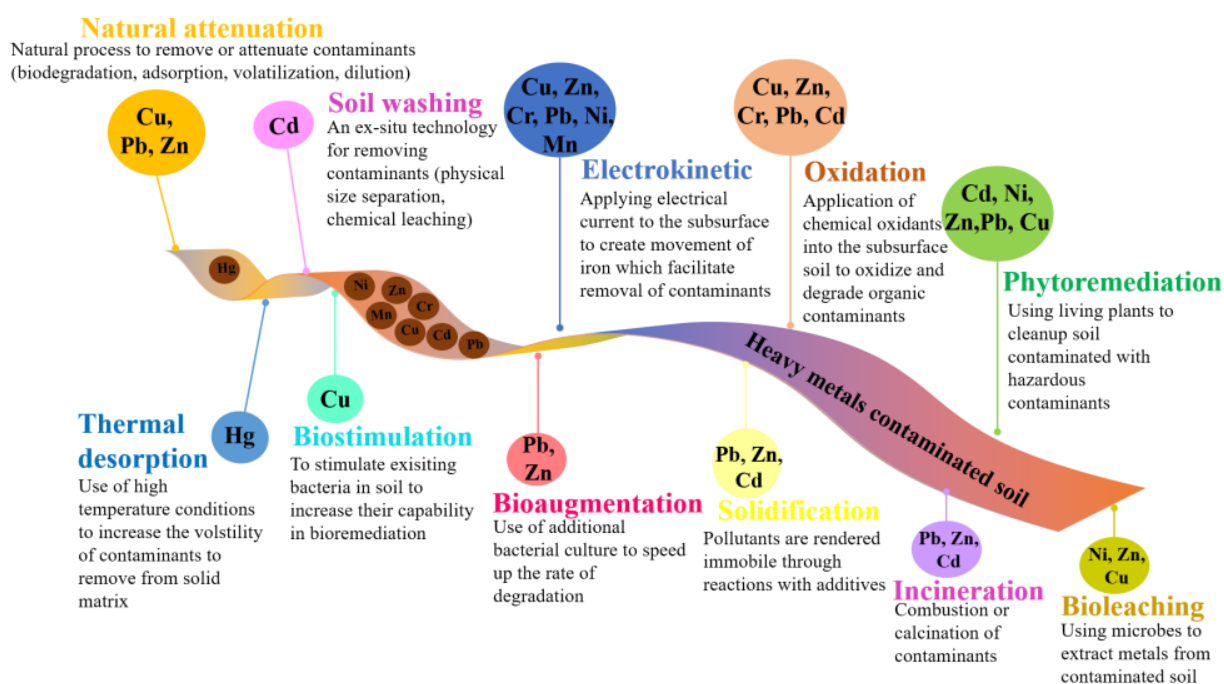 Natural attenuation
Natural process to remove or attenuate contaminants
(biodegradation, adsorption, volatilization, dilution)
Cu,
Pb, Zn
Cd
Soil washing
An ex-situ technology
for removing
contaminants (physical
size separation,
chemical leaching)
Cu, Zn,
Cr, Pb, Ni,
Mn
Electrokinetic
Applying electrical
current to the subsurface
to create movement of
iron which facilitate
removal of contaminants
Cu, Zn,
Cr, Pb, Cd
Oxidation
Application of
chemical oxidants
into the subsurface
soil to oxidize and
degrade organic
contaminants
Cd, Ni,
Zn,Pb, Cu
Phytoremediation
Using living plants to
cleanup soil
contaminated with
hazardous
contaminants
Hg
Ni
Zn
Cr
Mn
Cu
Cd
Pb
Heavy metals contaminated soil
Thermal
desorption
Hg
Use of high
temperature conditions
to increase the volstility
of contaminants to
remove from solid
matrix
Cu
Biostimulation
To stimulate exisiting
bacteria in soil to
increase their capability
in bioremediation
Pb,
Zn
Bioaugmentation
Use of additional
bacterial culture to speed
up the rate of
degradation
Pb, Zn,
Cd
Solidification
Pollutants are rendered
immobile through
reactions with additives
Pb, Zn,
Cd
Incineration
Combustion or
calcination of
contaminants
Ni, Zn,
Cu
Bioleaching
Using microbes to
extract metals from
contaminated soil